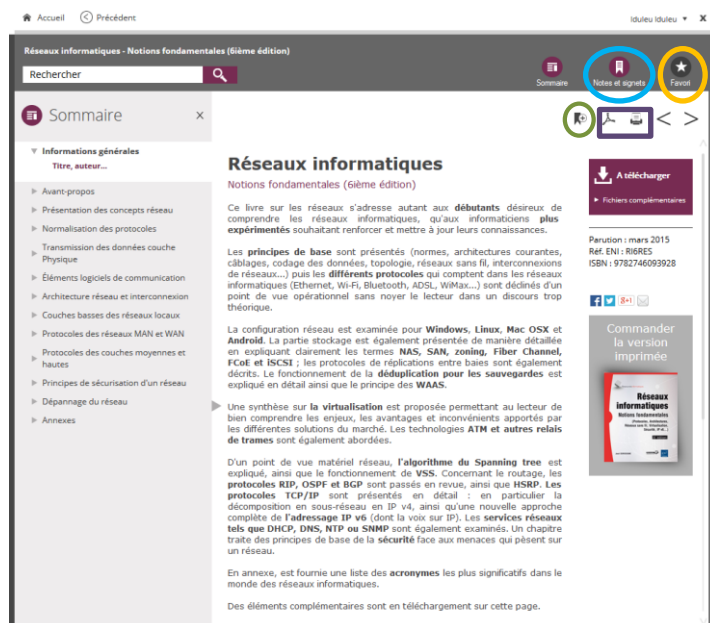 Accueil
Précédent
Iduleu Iduleu
X
Réseaux informatiques - Notions fondamentales (6ième édition)
Rechercher
Sommaire
Notes et signets
Favori
Sommaire
×
Informations générales
Titre, auteur...
Avant-propos
Présentation des concepts réseau
Normalisation des protocoles
Transmission des données couche
Physique
Éléments logiciels de communication
Architecture réseau et interconnexion
Couches basses des réseaux locaux
Protocoles des réseaux MAN et WAN
Protocoles des couches moyennes et
hautes
Principes de sécurisation d'un réseau
Dépannage du réseau
Annexes
Réseaux informatiques
Notions fondamentales (6ième édition)
Ce livre sur les réseaux s'adresse autant aux débutants désireux de
comprendre les réseaux informatiques, qu'aux informaticiens plus
expérimentés souhaitant renforcer et mettre à jour leurs connaissances.
Les principes de base sont présentés (normes, architectures courantes,
câblages, codage des données, topologie, réseaux sans fil, interconnexions
de réseaux...) puis les différents protocoles qui comptent dans les réseaux
informatiques (Ethernet, Wi-Fi, Bluetooth, ADSL, WiMax...) sont déclinés d'un
point de vue opérationnel sans noyer le lecteur dans un discours trop
théorique.
La configuration réseau est examinée pour Windows, Linux, Mac OSX et
Android. La partie stockage est également présentée de manière détaillée
en expliquant clairement les termes NAS, SAN, zoning, Fiber Channel,
FCoE et iSCSI ; les protocoles de réplications entre baies sont également
décrits. Le fonctionnement de la déduplication pour les sauvegardes est
expliqué en détail ainsi que le principe des WAAS.
Une synthèse sur la virtualisation est proposée permettant au lecteur de
bien comprendre les enjeux, les avantages et inconvénients apportés par
les différentes solutions du marché. Les technologies ATM et autres relais
de trames sont également abordées.
D'un point de vue matériel réseau, l'algorithme du Spanning tree est
expliqué, ainsi que le fonctionnement de VSS. Concernant le routage, les
protocoles RIP, OSPF et BGP sont passés en revue, ainsi que HSRP. Les
protocoles TCP/IP sont présentés en détail : en particulier la
décomposition en sous-réseau en IP v4, ainsi qu'une nouvelle approche
complète de l'adressage IP v6 (dont la voix sur IP). Les services réseaux
tels que DHCP, DNS, NTP ou SNMP sont également examinés. Un chapitre
traite des principes de base de la sécurité face aux menaces qui pèsent sur
un réseau.
En annexe, est fournie une liste des acronymes les plus significatifs dans le
monde des réseaux informatiques.
Des éléments complémentaires sont en téléchargement sur cette page.
A télécharger
Fichiers complémentaires
Parution : mars 2015
Réf. ENI : RI6RES
ISBN : 9782746093928
Commander
la version
imprimée
Réseaux
informatiques
Notions fondamentales